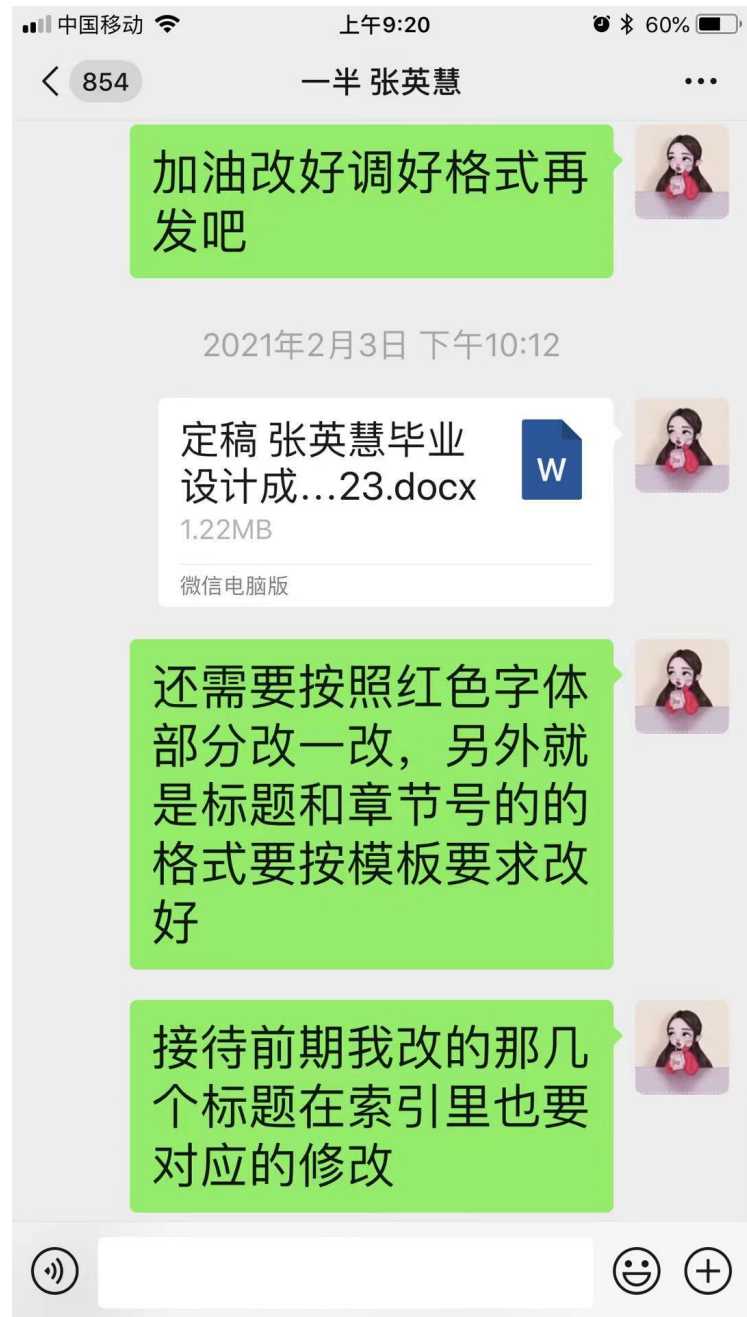 中国移动 上午9:20 60%
854 一半 张英慧
加油改好调好格式再
发吧
2021年2月3日 下午10:12
定稿 张英慧毕业
设计成...23.docx
W
1.22MB
微信电脑版
还需要按照红色字体
部分改一改，另外就
是标题和章节号的的
格式要按模板要求改
好
接待前期我改的那几
个标题在索引里也要
对应的修改